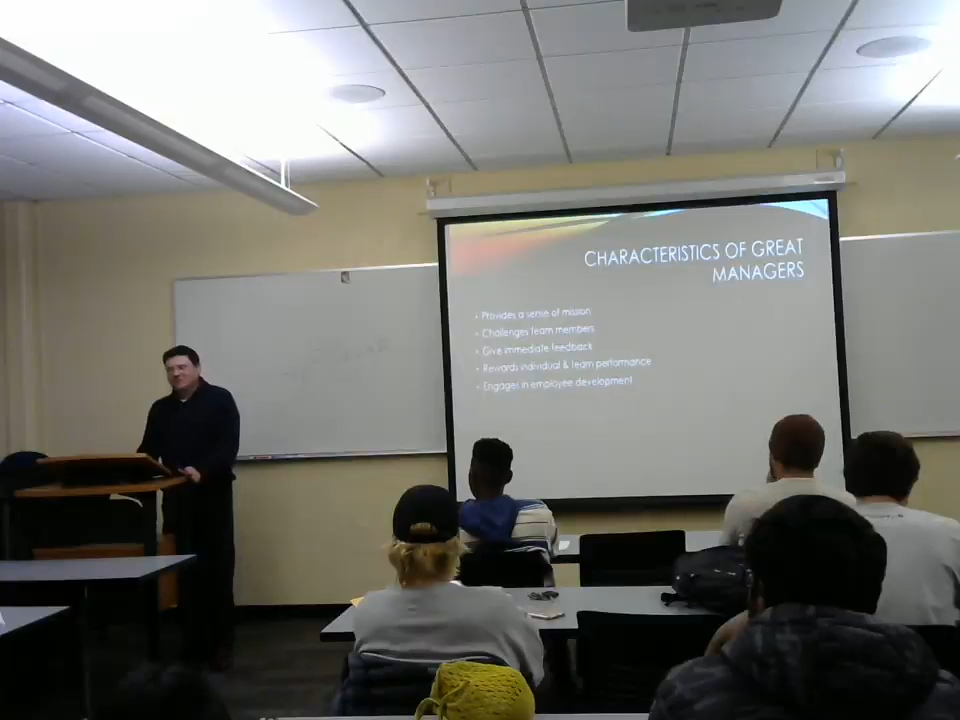 CHARACTERISTICS OF GREAT
MANAGERS
• Provides a sense of mission
• Challenges team members
• Give immediate feedback
• Rewards individual & team performance
• Engages in employee development